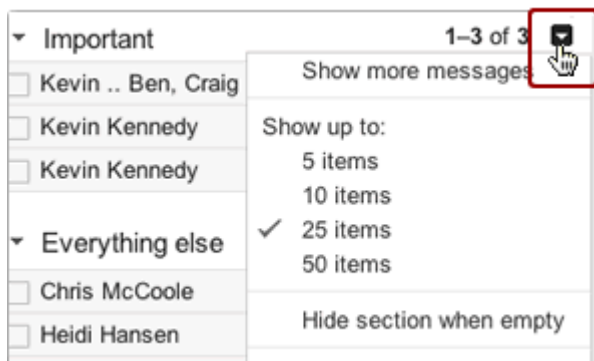 Important 1–3 of 3
Show more messages
Kevin .. Ben, Craig
Kevin Kennedy
Kevin Kennedy
Everything else
Chris McCoole
Heidi Hansen
Show up to:
5 items
10 items
25 items
50 items
Hide section when empty